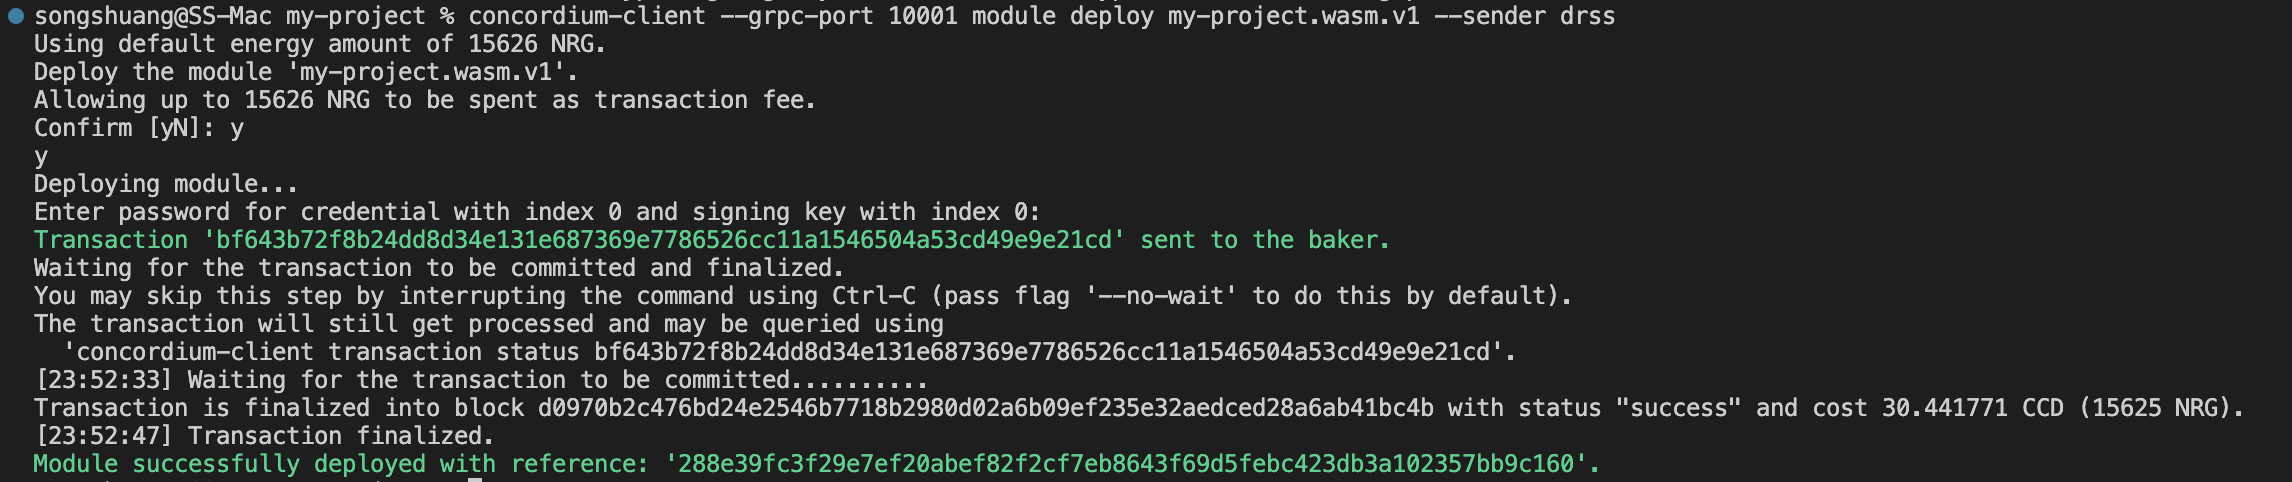 songshuang@SS-Mac my-project % concordium-client --grpc-port 10001 module deploy my-project.wasm.v1 --sender drss
Using default energy amount of 15626 NRG.
Deploy the module 'my-project.wasm.v1'.
Allowing up to 15626 NRG to be spent as transaction fee.
Confirm [yN]: y
y
Deploying module...
Enter password for credential with index 0 and signing key with index 0:
Transaction 'bf643b72f8b24dd8d34e131e687369e7786526cc11a1546504a53cd49e9e21cd' sent to the baker.
Waiting for the transaction to be committed and finalized.
You may skip this step by interrupting the command using Ctrl-C (pass flag '--no-wait' to do this by default).
The transaction will still get processed and may be queried using
  'concordium-client transaction status bf643b72f8b24dd8d34e131e687369e7786526cc11a1546504a53cd49e9e21cd'.
[23:52:33] Waiting for the transaction to be committed..........
Transaction is finalized into block d0970b2c476bd24e2546b7718b2980d02a6b09ef235e32aedced28a6ab41bc4b with status "success" and cost 30.441771 CCD (15625 NRG).
[23:52:47] Transaction finalized.
Module successfully deployed with reference: '288e39fc3f29e7ef20abef82f2cf7eb8643f69d5febc423db3a102357bb9c160'.